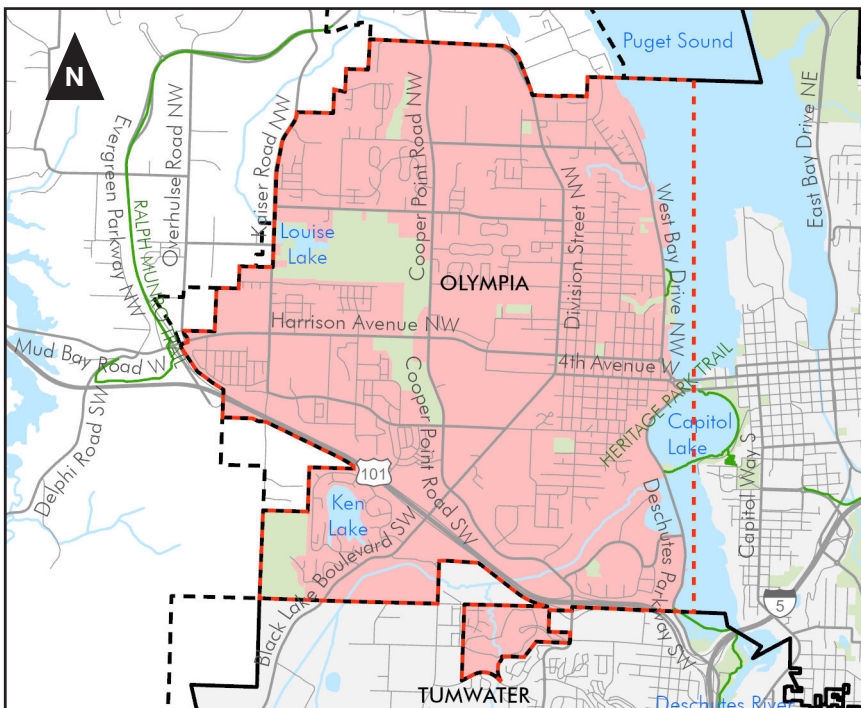 Puget Sound
N
Cooper Point Road NW
East Bay Drive NE
Evergreen Parkway NW
Overhulse Road NW
Kaiser Road NW
RALPH MUNRO TRAIL
Louise
Lake
Division Street NW
West Bay Drive NW
OLYMPIA
Harrison Avenue NW
Mud Bay Road W
4th Avenue W
Cooper Point Road SW
HERITAGE PARK TRAIL
Capitol
Lake
Delphi Road SW
101
Ken
Lake
Capitol Way S
Black Lake Boulevard SW
Deschutes Parkway SW
5
TUMWATER
Deschutes River